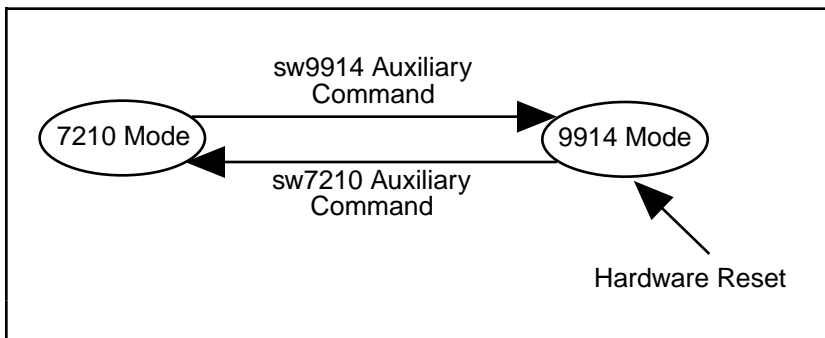 sw9914 Auxiliary
Command
7210 Mode
9914 Mode
sw7210 Auxiliary
Command
Hardware Reset